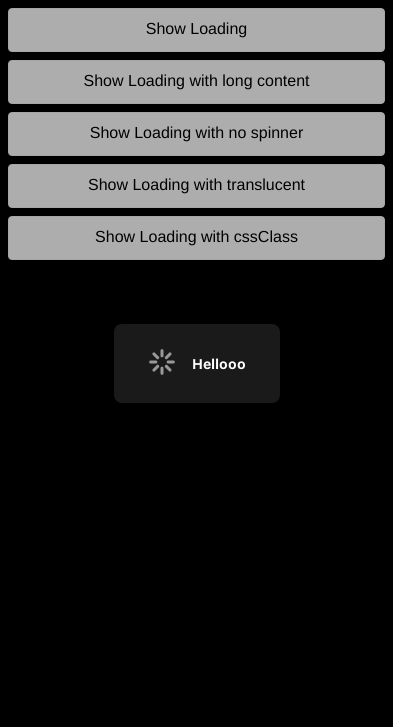 Show Loading
Show Loading with long content
Show Loading with no spinner
Show Loading with translucent
Show Loading with cssClass
Hellooo